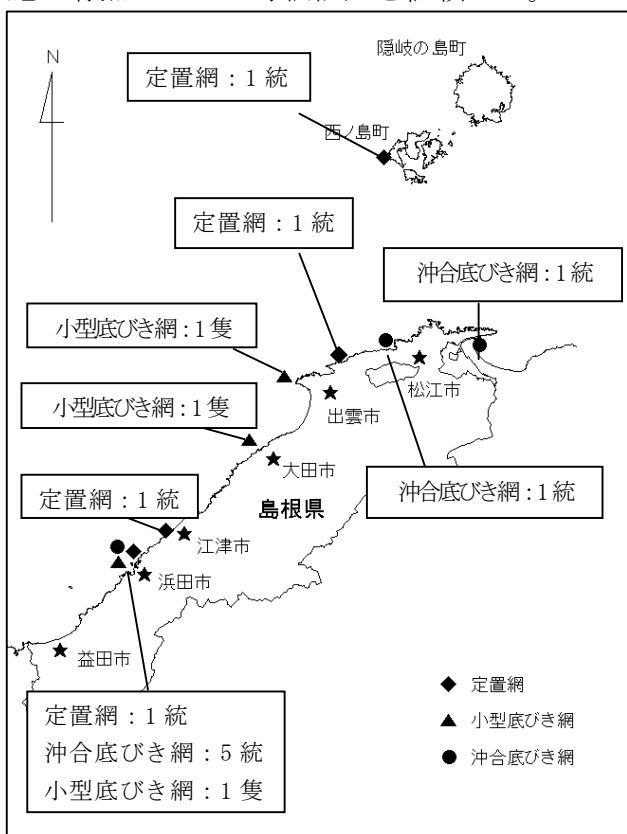 N
隠岐の島町
定置網：1 統
西ノ島町
定置網：1 統
沖合底びき網：1 統
小型底びき網：1 隻
松江市
出雲市
小型底びき網：1 隻
大田市
沖合底びき網：1 統
定置網：1 統
島根県
江津市
浜田市
益田市
定置網：1 統
沖合底びき網：5 統
小型底びき網：1 隻
定置網
小型底びき網
沖合底びき網